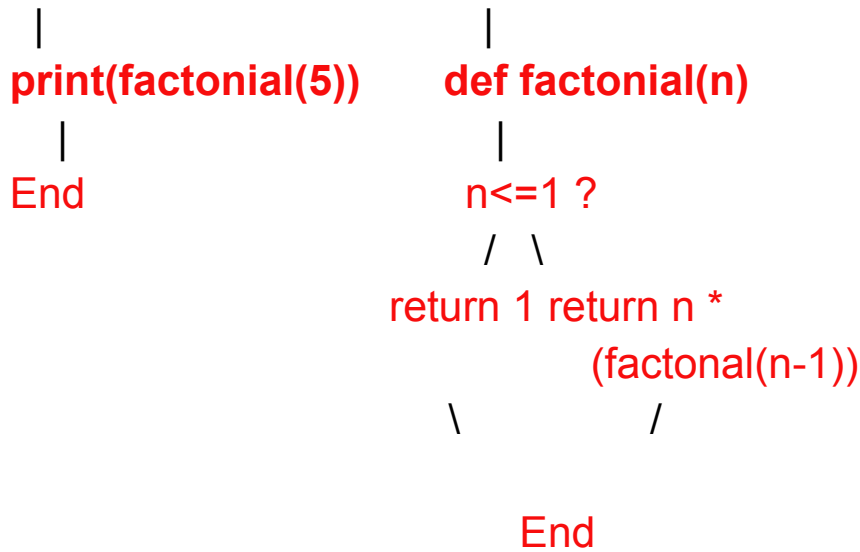 print(factonial(5)) def factonial(n)
End n<=1 ?
return 1 return n *
(factonal(n-1))
End